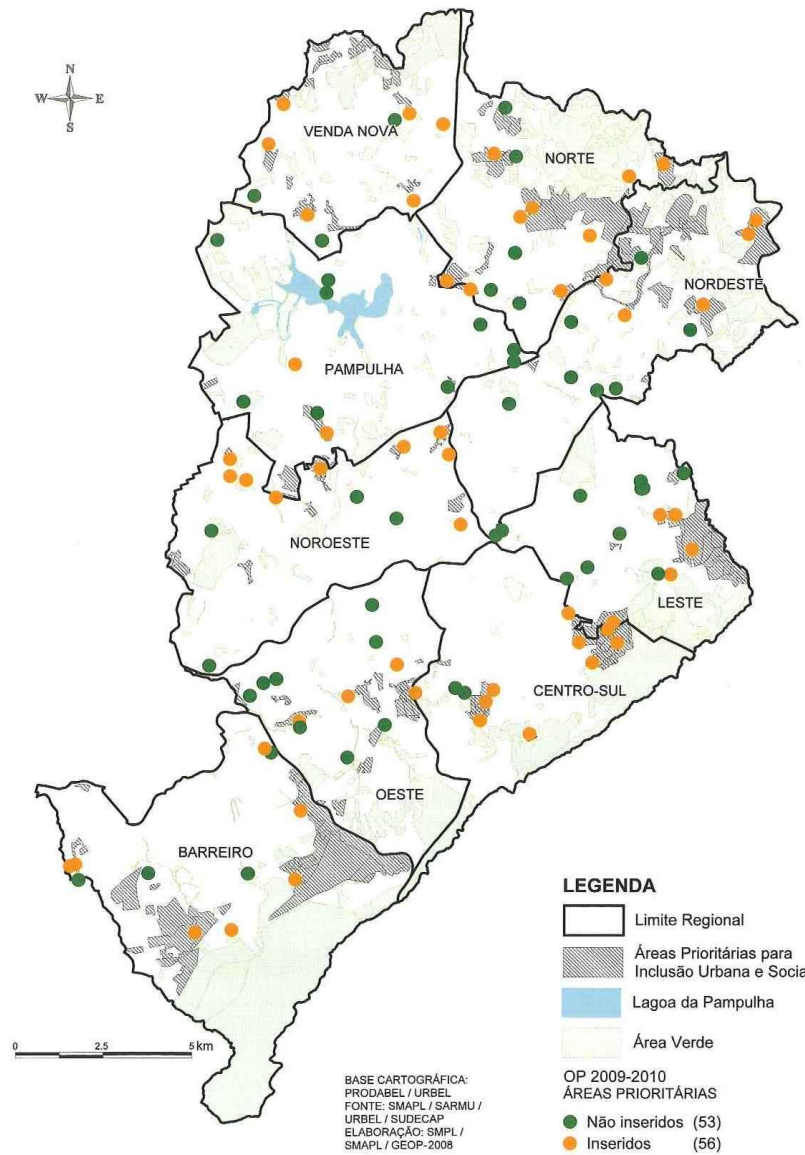 N
W E
S
VENDA NOVA
NORTE
NORDESTE
PAMPULHA
NOROESTE
LESTE
CENTRO-SUL
OESTE
BARREIRO
LEGENDA
Limite Regional
Áreas Prioritárias para
Inclusão Urbana e Socia
Lagoa da Pampulha
Área Verde
OP 2009-2010
ÁREAS PRIORITÁRIAS
Não inseridos (53)
Inseridos (56)
0 2.5 5 km
BASE CARTOGRÁFICA:
PRODABEL / URBEL
FONTE: SMAPL / SARMU /
URBEL / SUDECAP
ELABORAÇÃO: SMPL /
SMAPL / GEOP-2008